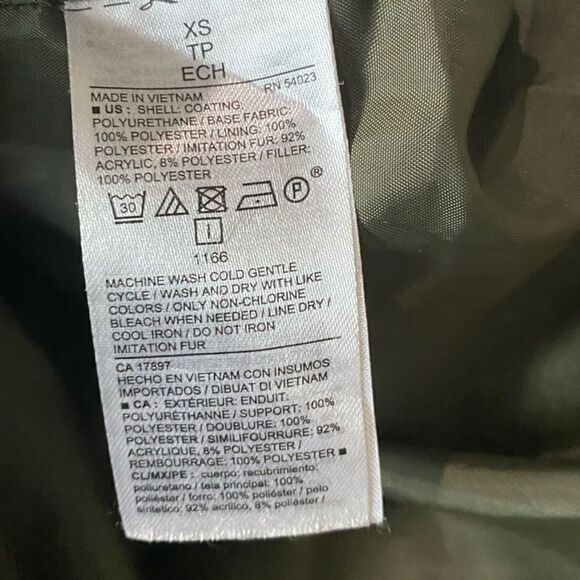 XS
TP
ECH
MADE IN VIETNAM RN 54023
■ US : SHELL: COATING:
POLYURETHANE / BASE FABRIC:
100% POLYESTER / LINING: 100%
POLYESTER / IMITATION FUR: 92%
ACRYLIC, 8% POLYESTER / FILLER:
100% POLYESTER
30 P ®
I
1166
MACHINE WASH COLD GENTLE
CYCLE / WASH AND DRY WITH LIKE
COLORS / ONLY NON-CHLORINE
BLEACH WHEN NEEDED / LINE DRY /
COOL IRON / DO NOT IRON
IMITATION FUR
CA 17897
HECHO EN VIETNAM CON INSUMOS
IMPORTADOS / DIBUAT DI VIETNAM
■ CA : EXTÉRIEUR: ENDUIT:
POLYURÉTHANNE / SUPPORT: 100%
POLYESTER / DOUBLURE: 100%
POLYESTER / SIMILIFOURRURE: 92%
ACRYLIQUE, 8% POLYESTER /
REMBOURRAGE: 100% POLYESTER ■
CL/MX/PE : cuerpo: recubrimiento:
poliuretano / tela principal: 100%
poliéster / forro: 100% poliéster / pelo
sintético: 92% acrílico, 8% poliéster /